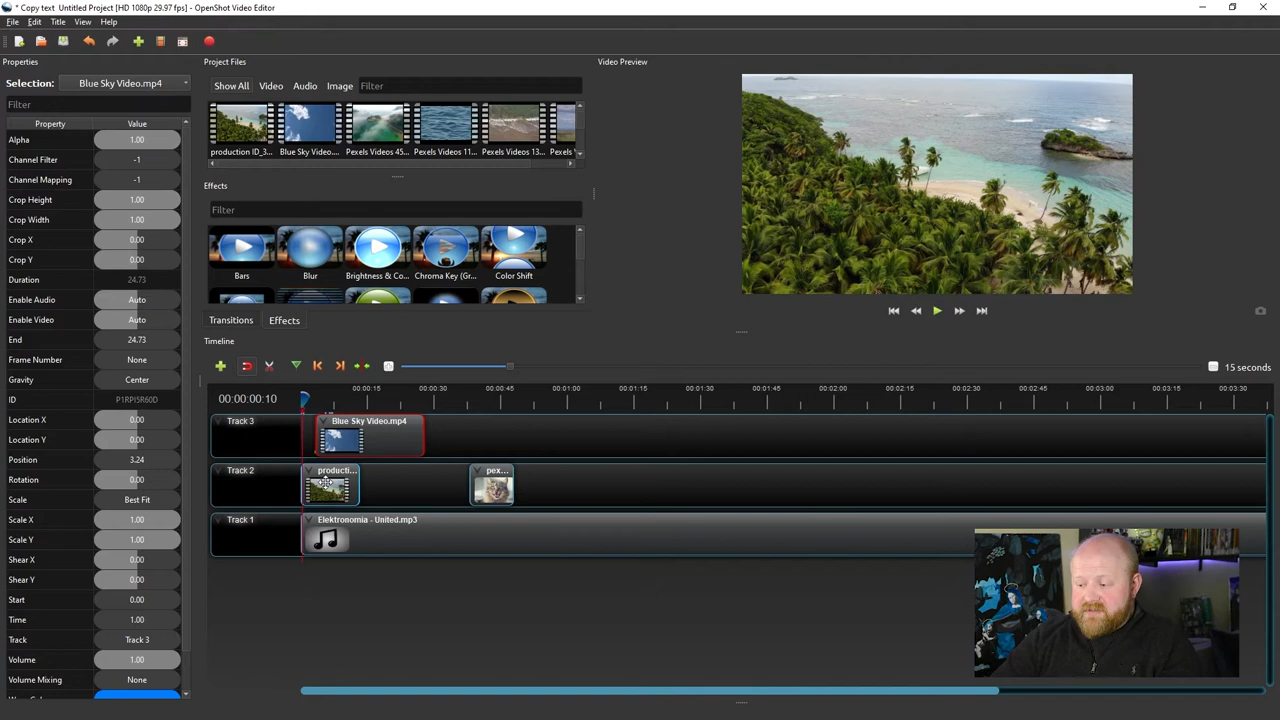 * Copy text Untitled Project [HD 1080p 29.97 fps] - OpenShot Video Editor
File Edit Title View Help
Properties
Selection: Blue Sky Video.mp4
Filter
Property Value
Alpha 1.00
Channel Filter -1
Channel Mapping -1
Crop Height 1.00
Crop Width 1.00
Crop X 0.00
Crop Y 0.00
Duration 24.73
Enable Audio Auto
Enable Video Auto
End 24.73
Frame Number None
Gravity Center
ID P1RPI5R60D
Location X 0.00
Location Y 0.00
Position 3.24
Rotation 0.00
Scale Best Fit
Scale X 1.00
Scale Y 1.00
Shear X 0.00
Shear Y 0.00
Start 0.00
Time 1.00
Track Track 3
Volume 1.00
Volume Mixing None
Project Files
Show All Video Audio Image Filter
production ID_3... Blue Sky Video.... Pexels Videos 45... Pexels Videos 11... Pexels Videos 13... Pexels
Effects
Filter
Bars Blur Brightness & Co... Chroma Key (Gr... Color Shift
Transitions Effects
Video Preview
Timeline
15 seconds
00:00:00:10
00:00:15 00:00:30 00:00:45 00:01:00 00:01:15 00:01:30 00:01:45 00:02:00 00:02:15 00:02:30 00:02:45 00:03:00 00:03:15 00:03:30
Track 3 Blue Sky Video.mp4
Track 2 producti... pex...
Track 1 Elektronomia - United.mp3